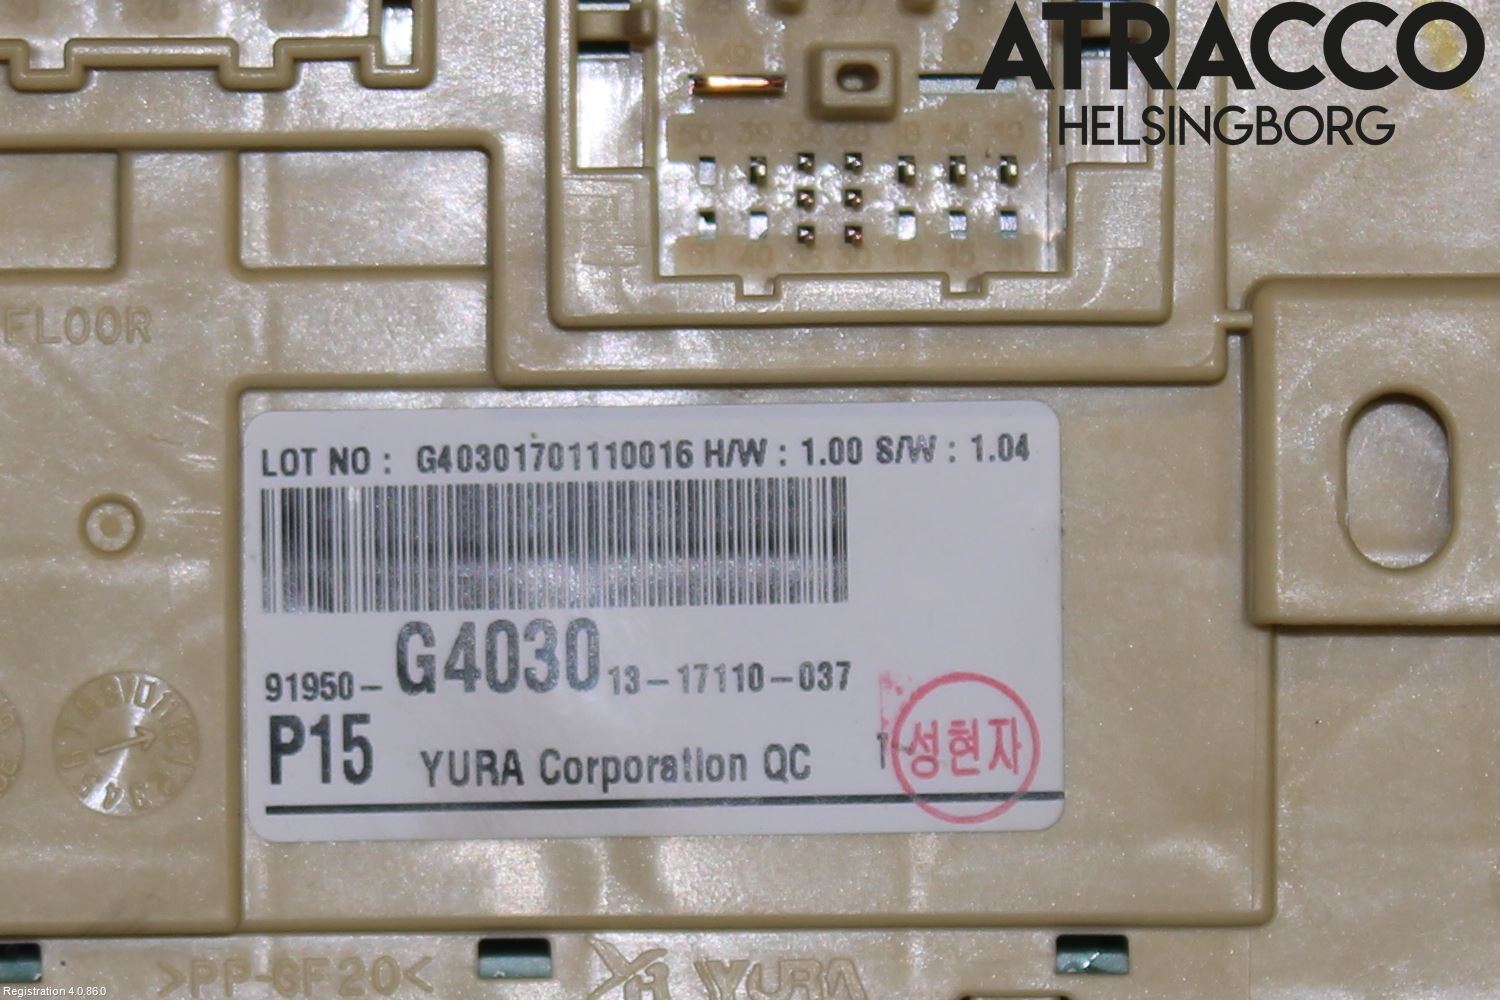 ATRACCO
HELSINGBORG
FLOOR
LOT NO : G40301701110016 H/W : 1.00 S/W : 1.04
91950- G4030 13-17110-037
P15 YURA Corporation QC
성현자
>PP-GF20< YURA
Registration 4.0.86.0